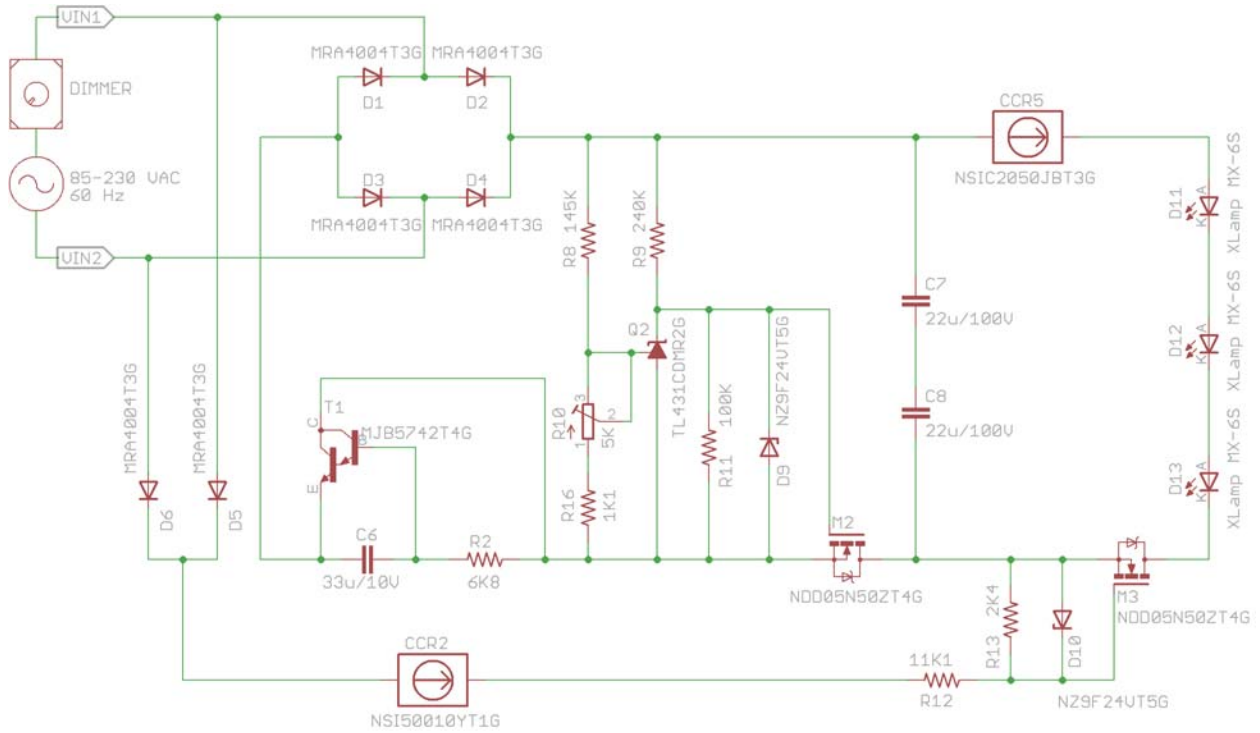 VIN1
DIMMER
85-230 VAC
60 Hz
VIN2
MRA4004T3G MRA4004T3G
D1 D2
D3 D4
MRA4004T3G MRA4004T3G
R8 145K
R9 240K
CCR5
NSIC2050JBT3G
D11
A
K
XLamp MX-6S
D12
A
K
XLamp MX-6S
D13
A
K
XLamp MX-6S
C7
22u/100V
C8
22u/100V
Q2
TL431CDMR2G
R10
3
2
1
5K
R16
1K1
R11 100K
NZ9F24VT5G
D9
MRA4004T3G
D6
MRA4004T3G
D5
T1
C
B
E
MJB5742T4G
C6
33u/10V
R2
6K8
M2
NDD05N50ZT4G
M3
NDD05N50ZT4G
R13 2K4
D10
NZ9F24VT5G
11K1
R12
CCR2
NSI50010YT1G